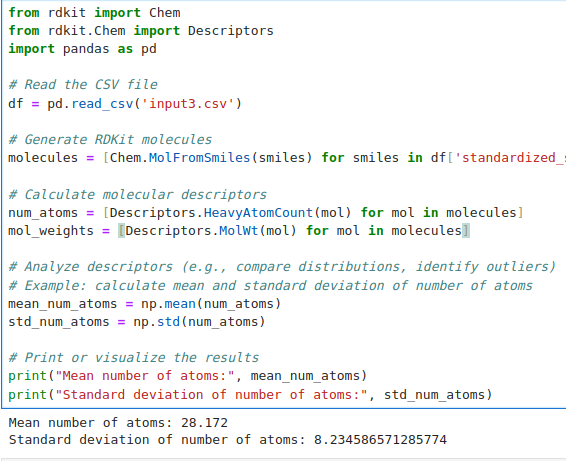 from rdkit import Chem
from rdkit.Chem import Descriptors
import pandas as pd
# Read the CSV file
df = pd.read_csv('input3.csv')
# Generate RDKit molecules
molecules = [Chem.MolFromSmiles(smiles) for smiles in df['standardized_s
# Calculate molecular descriptors
num_atoms = [Descriptors.HeavyAtomCount(mol) for mol in molecules]
mol_weights = [Descriptors.MolWt(mol) for mol in molecules]
# Analyze descriptors (e.g., compare distributions, identify outliers)
# Example: calculate mean and standard deviation of number of atoms
mean_num_atoms = np.mean(num_atoms)
std_num_atoms = np.std(num_atoms)
# Print or visualize the results
print("Mean number of atoms:", mean_num_atoms)
print("Standard deviation of number of atoms:", std_num_atoms)
Mean number of atoms: 28.172
Standard deviation of number of atoms: 8.234586571285774